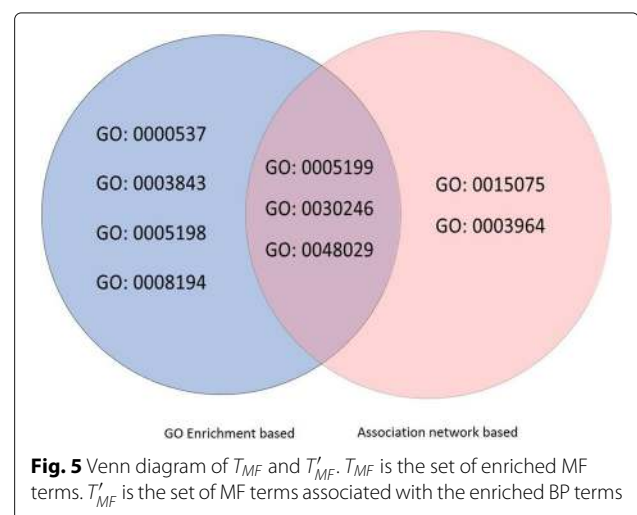 GO: 0000537
GO: 0003843
GO: 0005198
GO: 0008194
GO: 0005199
GO: 0030246
GO: 0048029
GO: 0015075
GO: 0003964
GO Enrichment based
Association network based
Fig. 5 Venn diagram of T_MF and T′_MF. T_MF is the set of enriched MF
terms. T′_MF is the set of MF terms associated with the enriched BP terms